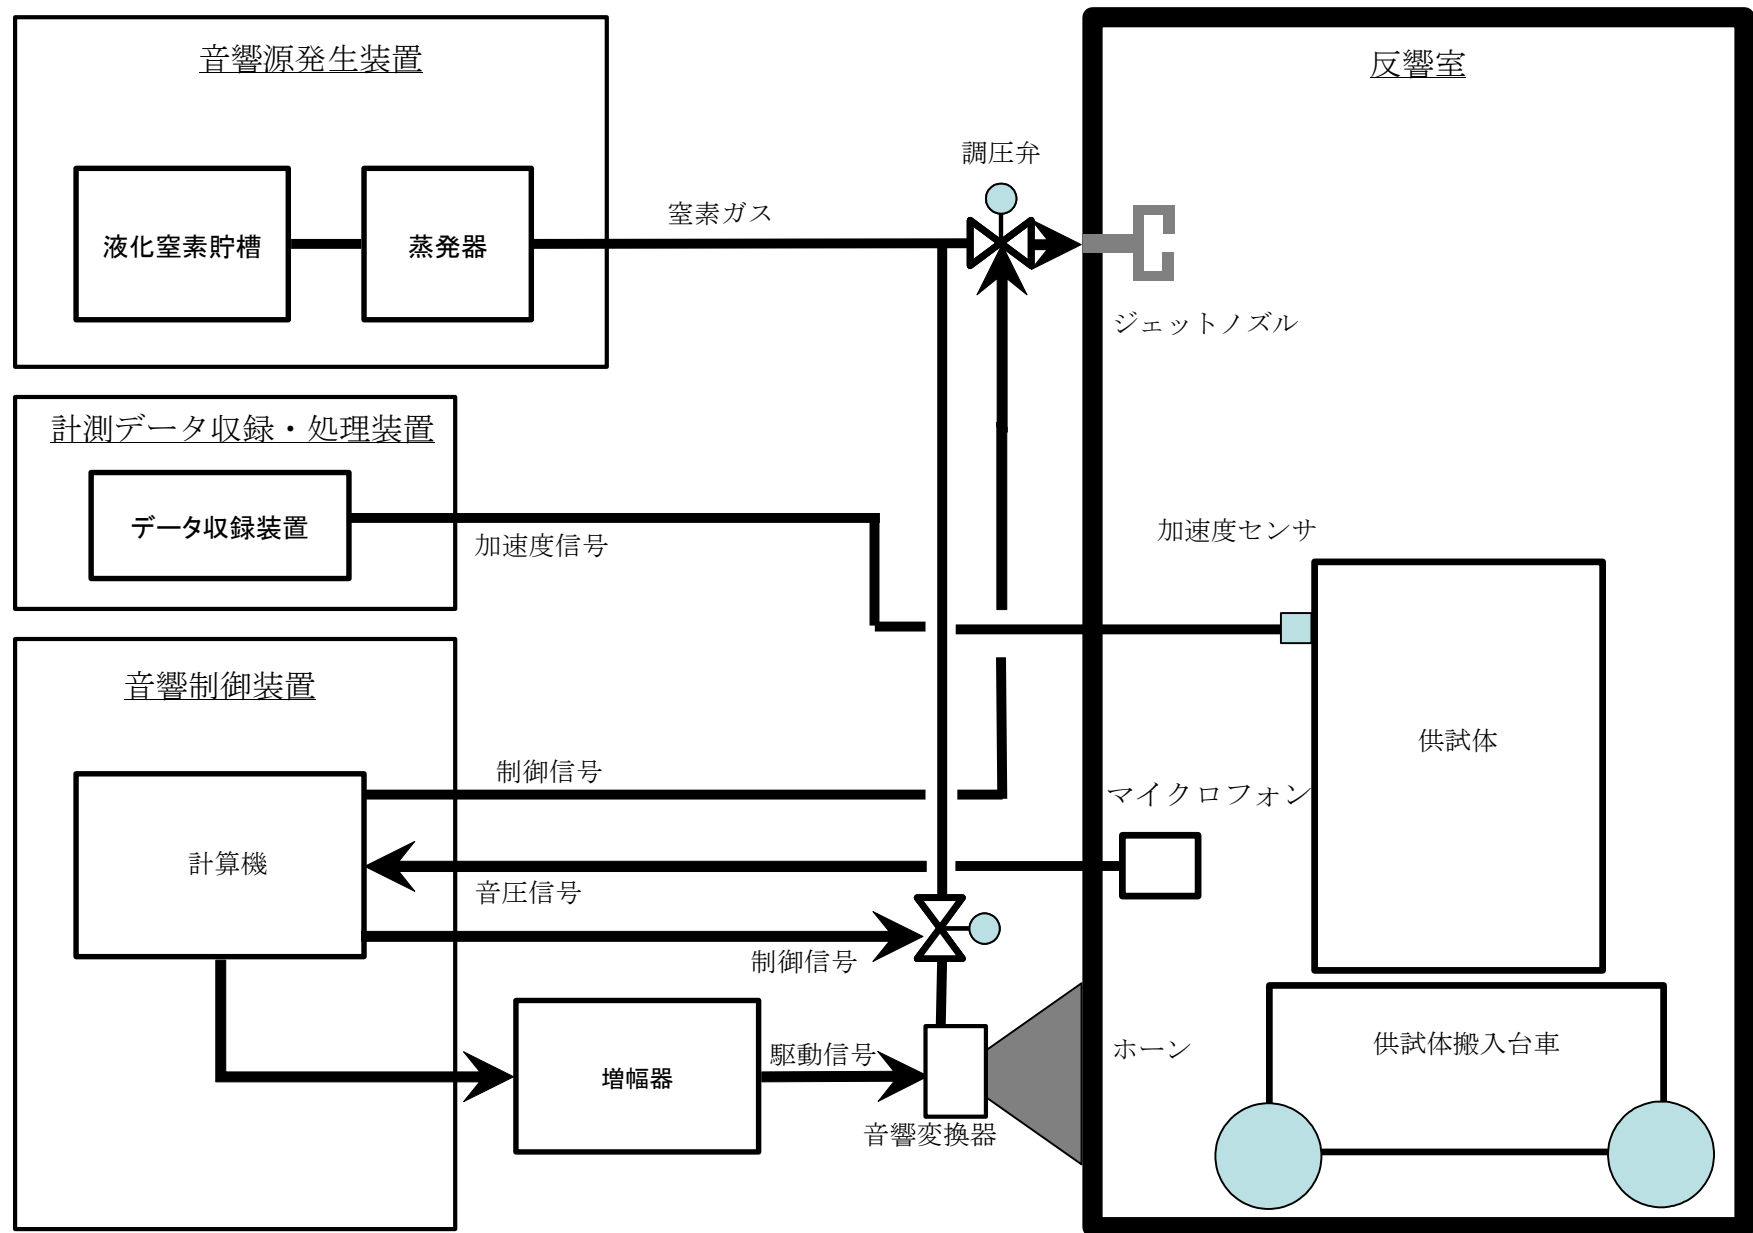 音響源発生装置
液化窒素貯槽
蒸発器
窒素ガス
調圧弁
反響室
ジェットノズル
計測データ収録・処理装置
データ収録装置
加速度信号
加速度センサ
供試体
音響制御装置
計算機
制御信号
マイクロフォン
音圧信号
制御信号
増幅器
駆動信号
音響変換器
ホーン
供試体搬入台車